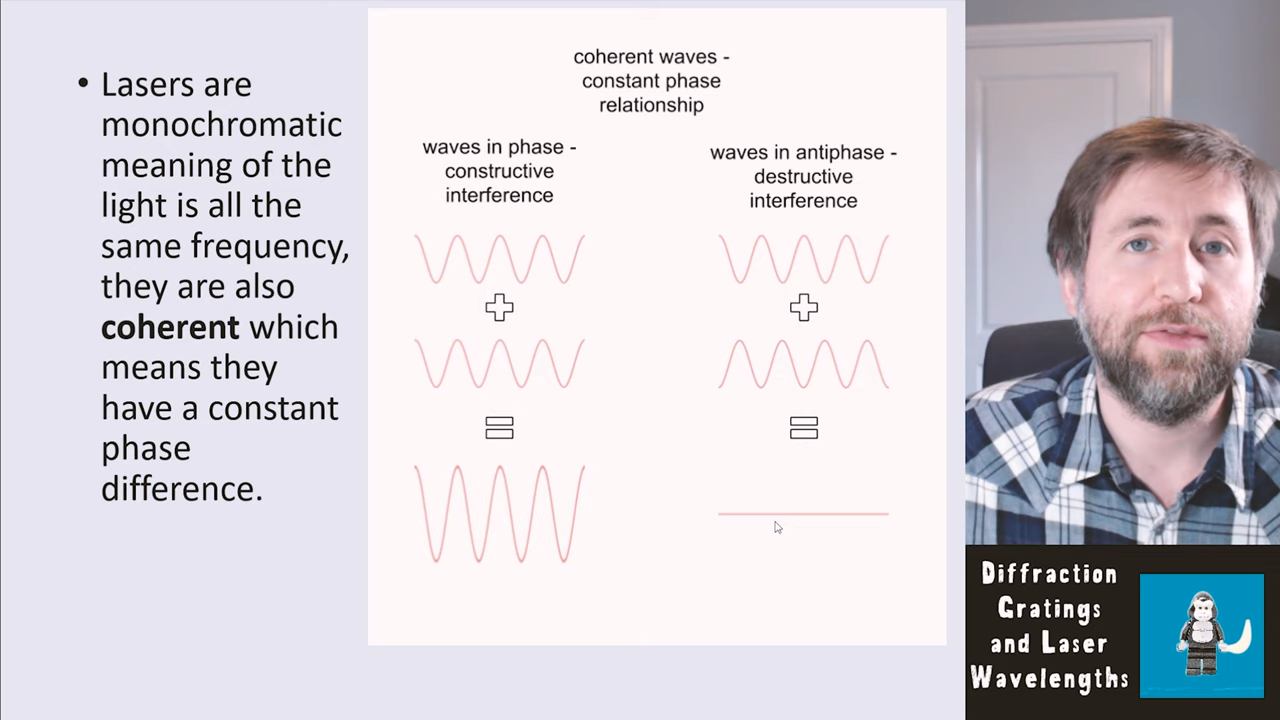 • Lasers are
monochromatic
meaning of the
light is all the
same frequency,
they are also
coherent which
means they
have a constant
phase
difference.
coherent waves -
constant phase
relationship
waves in phase -
constructive
interference
waves in antiphase -
destructive
interference
Diffraction
Gratings
and Laser
Wavelengths